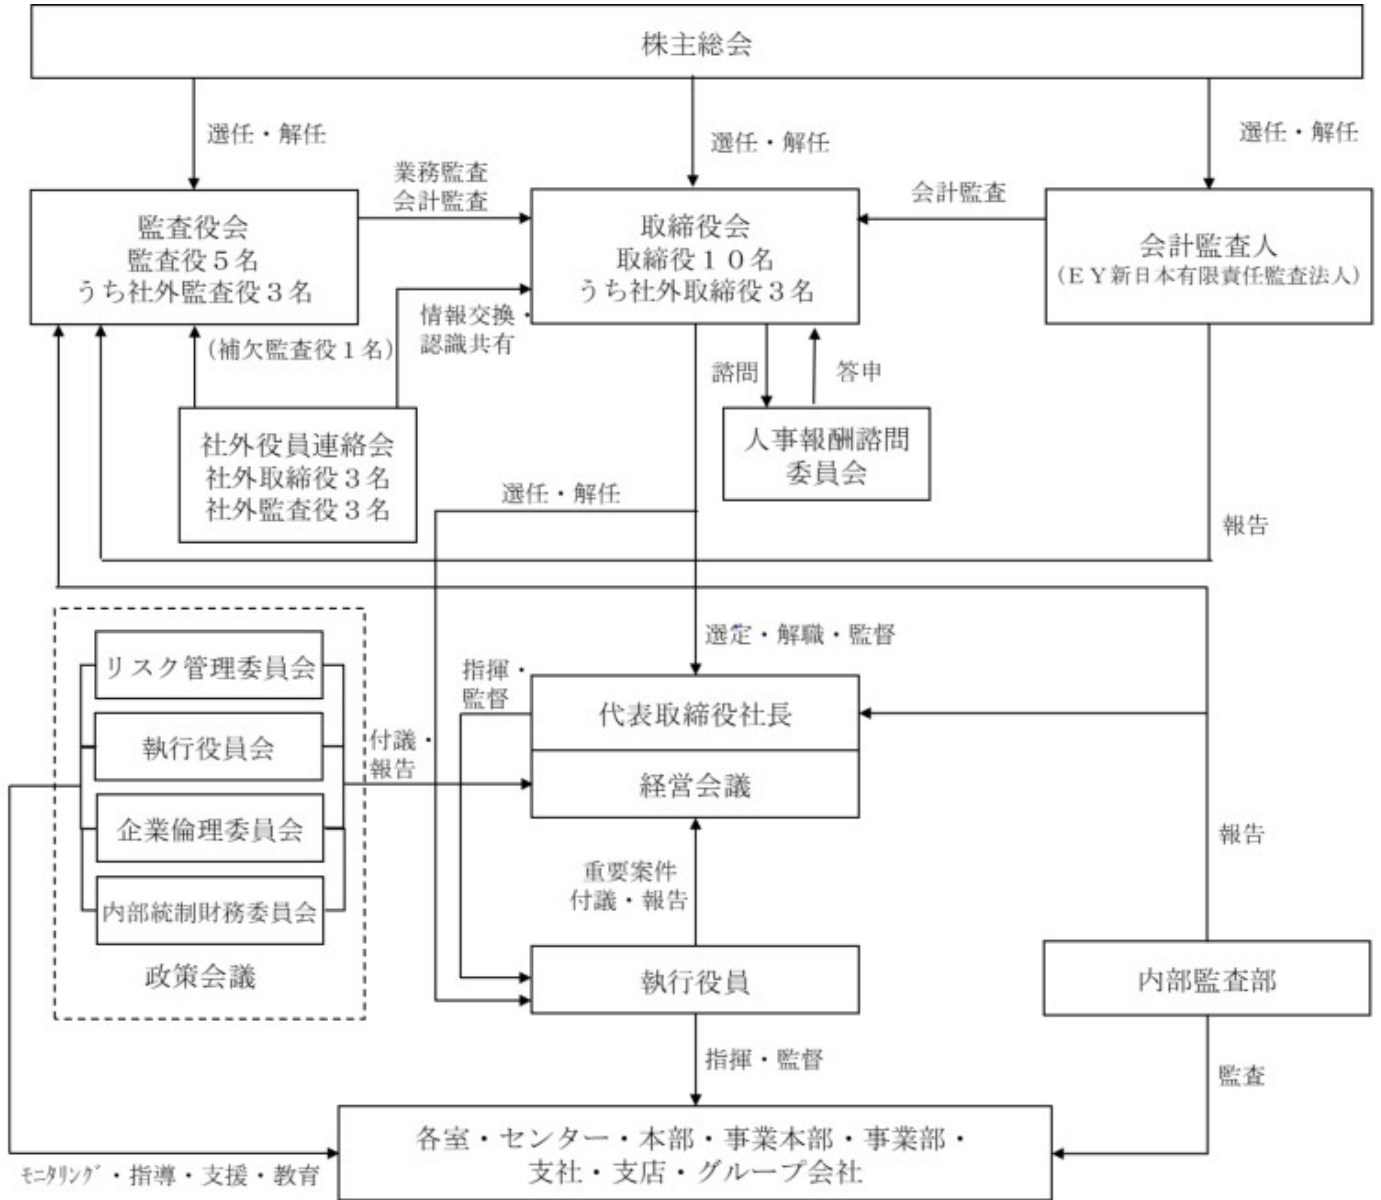 株主総会
選任・解任
選任・解任
選任・解任
業務監査
会計監査
会計監査
監査役会
監査役５名
うち社外監査役３名
取締役会
取締役１０名
うち社外取締役３名
会計監査人
（ＥＹ新日本有限責任監査法人）
（補欠監査役１名）
情報交換・
認識共有
諮問
答申
社外役員連絡会
社外取締役３名
社外監査役３名
人事報酬諮問
委員会
選任・解任
報告
選定・解職・監督
リスク管理委員会
執行役員会
企業倫理委員会
内部統制財務委員会
政策会議
付議・
報告
指揮・
監督
代表取締役社長
経営会議
重要案件
付議・報告
報告
執行役員
内部監査部
指揮・監督
監査
各室・センター・本部・事業本部・事業部・
支社・支店・グループ会社
ﾓﾆﾀﾘﾝｸﾞ・指導・支援・教育